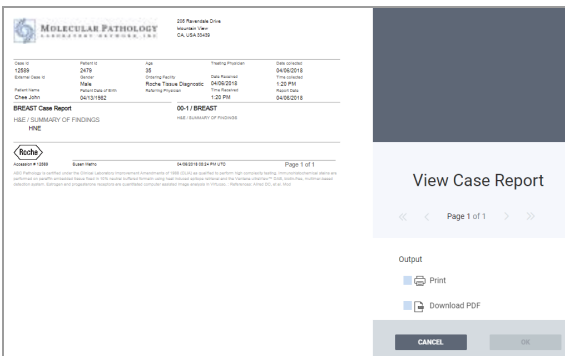 MOLECULAR PATHOLOGY
LABORATORY NETWORK, INC
205 Ravendale Drive
Mountain View
CA, USA 39439
Case Id Patient Id Age Treating Physician Date collected
12589 2479 35 04/06/2018
External Case Id Gender Ordering Facility Date Received Time collected
Male Roche Tissue Diagnostic 04/09/2018 1:20 PM
Patient Name Patient Date of Birth Referring Physician Time Received Report Date
Chee John 04/13/1982 1:20 PM 04/06/2018
BREAST Case Report 00-1 / BREAST
H&E / SUMMARY OF FINDINGS H&E / SUMMARY OF FINDINGS
HNE
Roche
Accession # 12589 Susan Memo PM UTC Page 1 of 1
View Case Report
Page 1 of 1
Output
Print
Download PDF
CANCEL OK